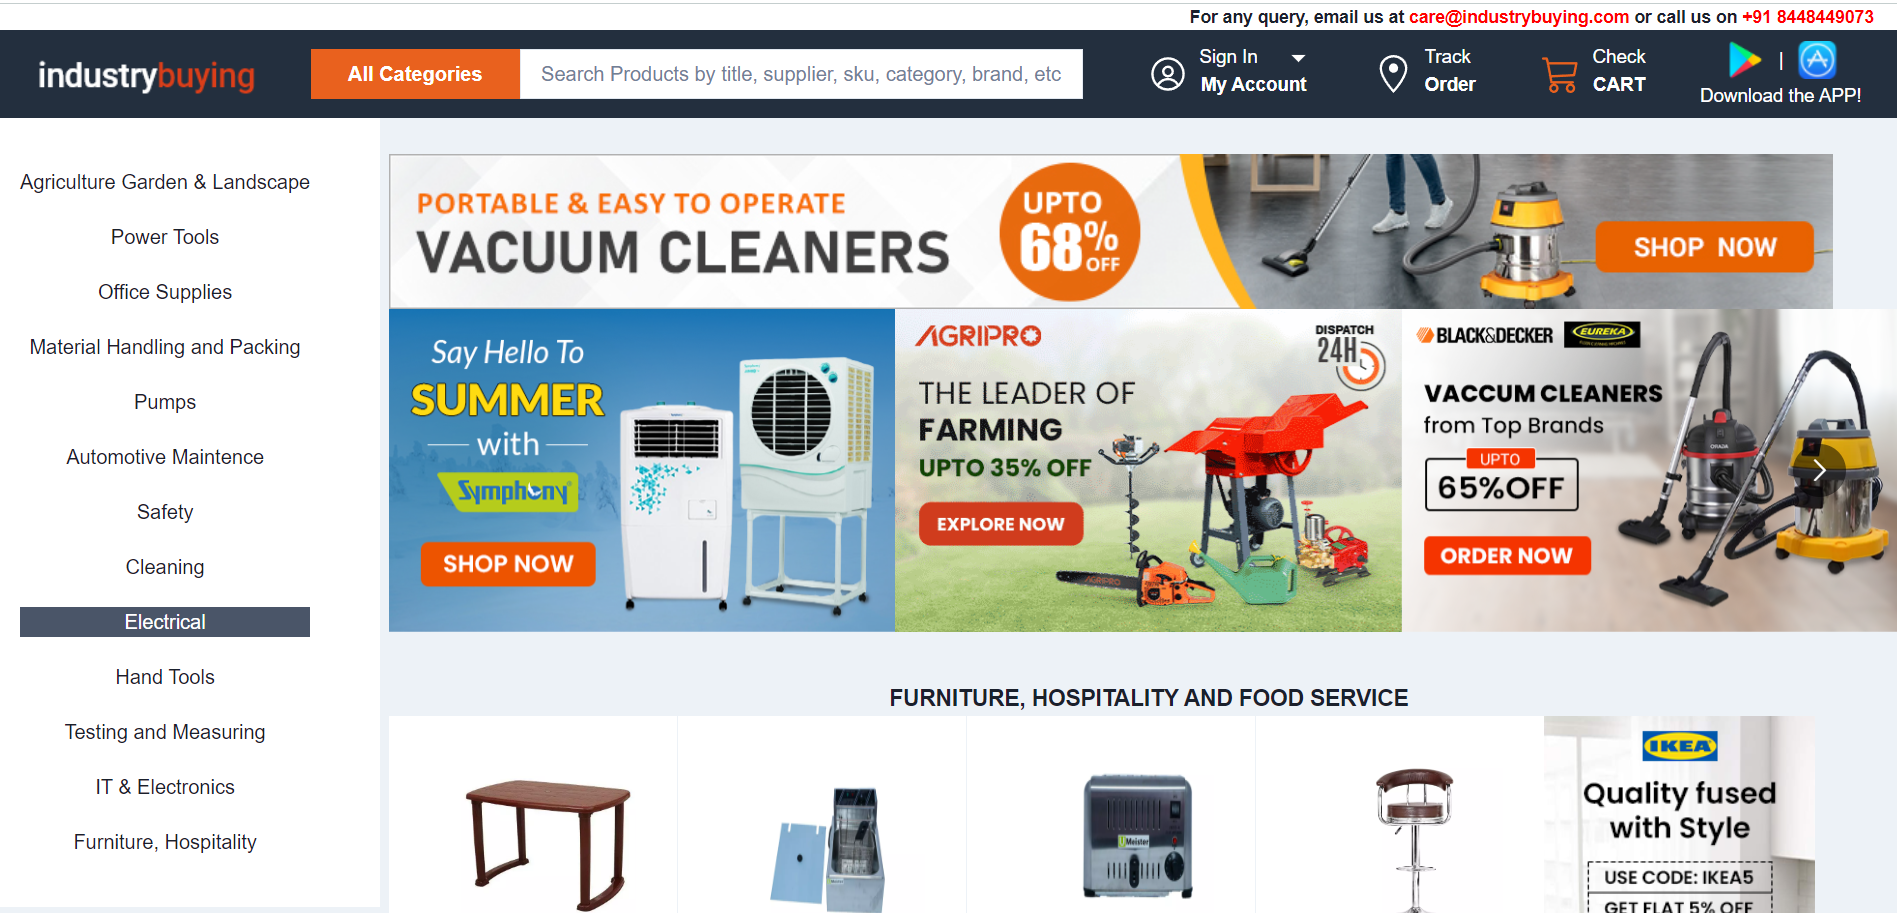 For any query, email us at care@industrybuying.com or call us on +91 8448449073
industrybuying
All Categories
Search Products by title, supplier, sku, category, brand, etc
Sign In
My Account
Track
Order
Check
CART
|
Download the APP!
Agriculture Garden & Landscape
Power Tools
Office Supplies
Material Handling and Packing
Pumps
Automotive Maintence
Safety
Cleaning
Electrical
Hand Tools
Testing and Measuring
IT & Electronics
Furniture, Hospitality
PORTABLE & EASY TO OPERATE
VACUUM CLEANERS
UPTO
68%
OFF
SHOP NOW
Say Hello To
SUMMER
with
Symphony
SHOP NOW
AGRIPRO
DISPATCH
24H
THE LEADER OF
FARMING
UPTO 35% OFF
EXPLORE NOW
AGRIPRO
BLACK&DECKER
EUREKA
VACCUM CLEANERS
from Top Brands
UPTO
65%OFF
ORDER NOW
FURNITURE, HOSPITALITY AND FOOD SERVICE
Meister
IKEA
Quality fused
with Style
USE CODE: IKEA5
GET FLAT 5% OFF